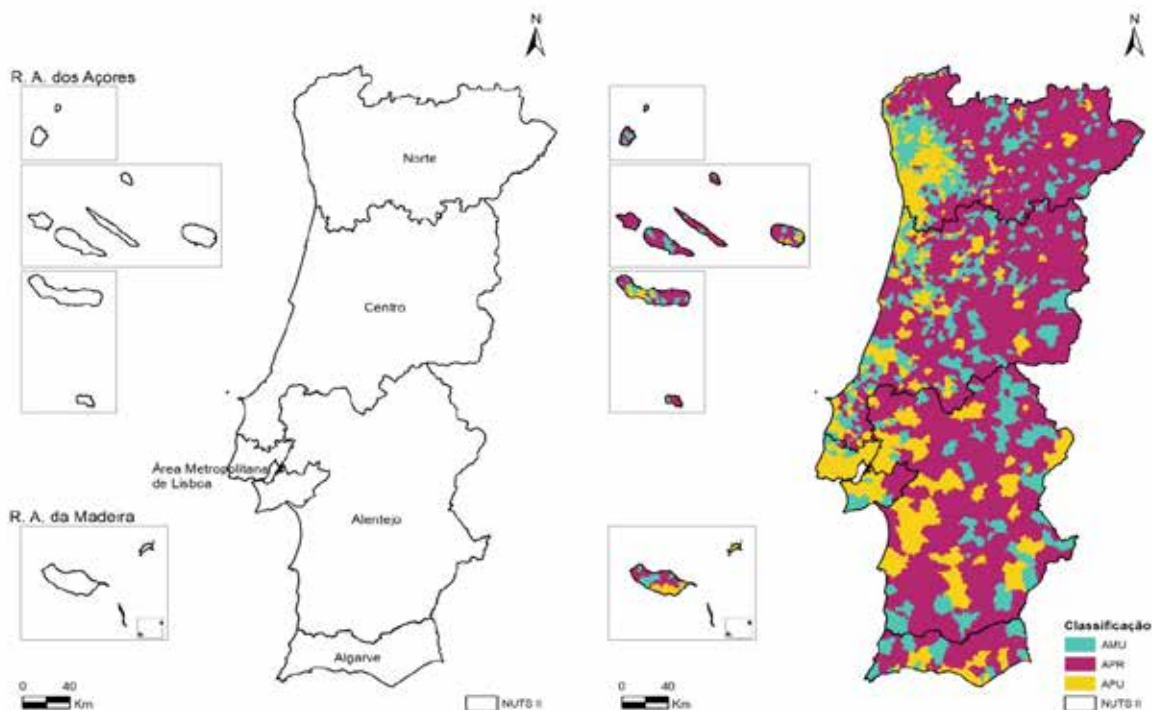 N
R. A. dos Açores
Norte
Centro
Área Metropolitana
de Lisboa
Alentejo
R. A. da Madeira
Algarve
0 40
Km
NUTS II
N
Classificação
AMU
APR
APU
NUTS II
0 40
Km